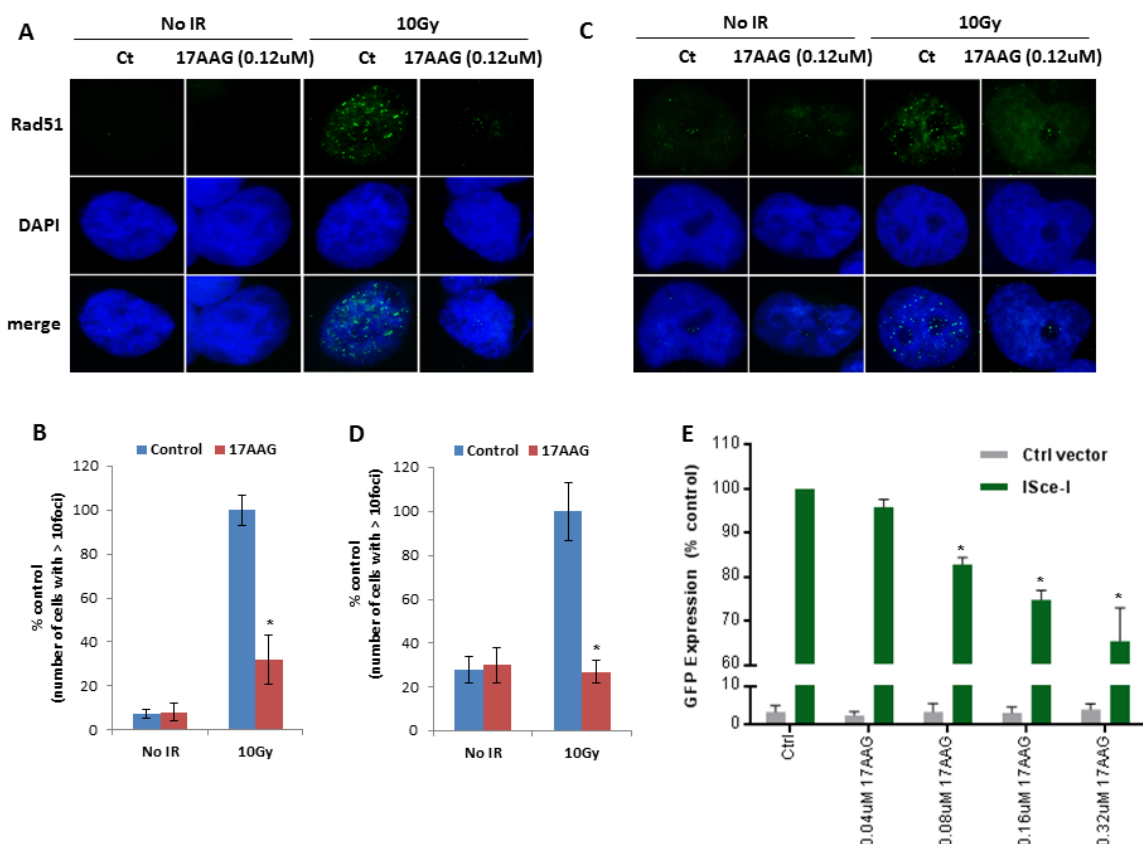 A
No IR
10Gy
Ct
17AAG (0.12uM)
Ct
17AAG (0.12uM)
Rad51
DAPI
merge
C
No IR
10Gy
Ct
17AAG (0.12uM)
Ct
17AAG (0.12uM)
B
Control
17AAG
% control
(number of cells with > 10foci)
120
100
80
60
40
20
0
*
No IR
10Gy
D
Control
17AAG
% control
(number of cells with > 10foci)
120
100
80
60
40
20
0
*
No IR
10Gy
E
Ctrl vector
ISce-I
GFP Expression (% control)
110
100
90
80
70
60
10
0
*
*
*
Ctrl
0.04uM 17AAG
0.08uM 17AAG
0.16uM 17AAG
0.32uM 17AAG